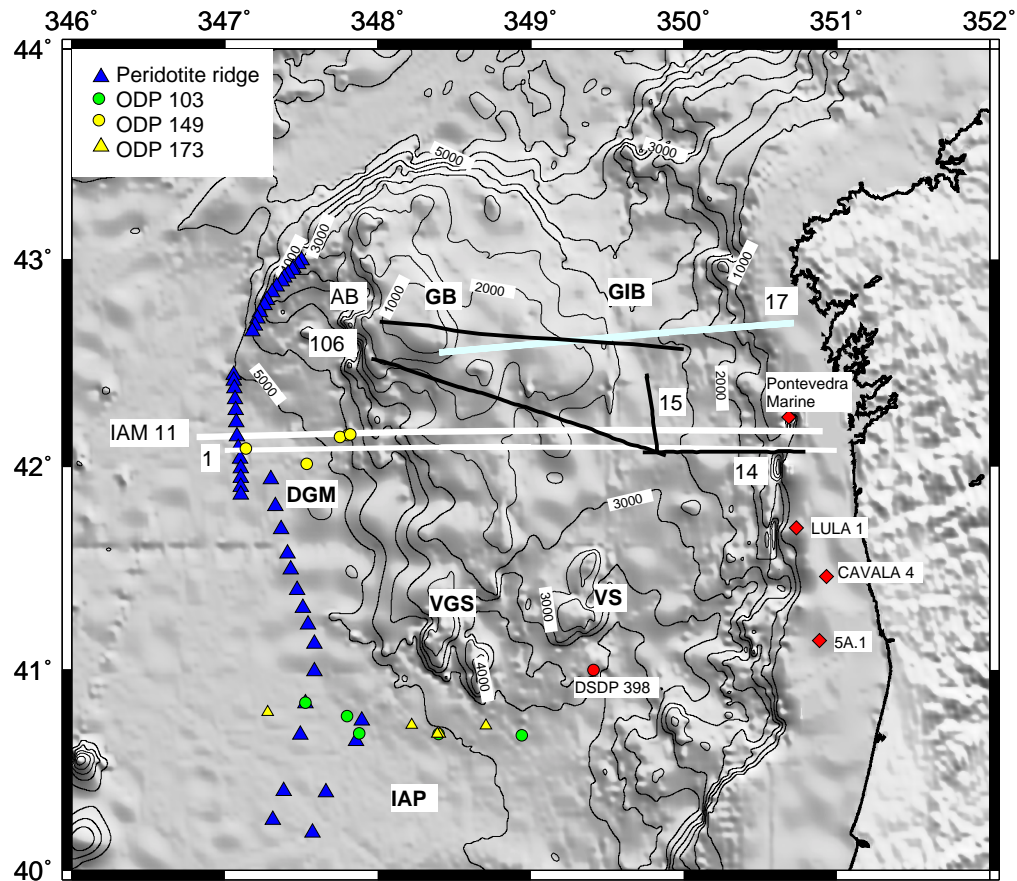 346˚ 347˚ 348˚ 349˚ 350˚ 351˚ 352˚
44˚
Peridotite ridge
ODP 103
ODP 149
ODP 173
5000
3000
3000
43˚
1000
AB
1000
GB
2000
GIB
17
106
5000
2000
Pontevedra
Marine
15
IAM 11
1
42˚
14
DGM
3000
LULA 1
CAVALA 4
VGS
3000
VS
5A.1
41˚
4000
DSDP 398
IAP
40˚